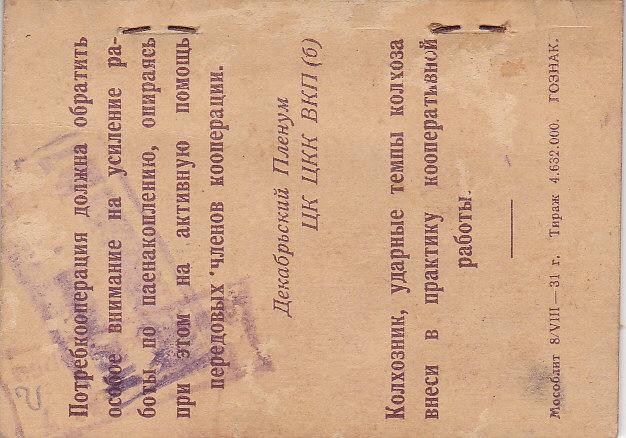 Потребкооперация должна обратить
особое внимание на усиление ра-
боты по паенакоплению, опираясь
при этом на активную помощь
передовых членов кооперации.
Декабрьский Пленум
ЦК ЦКК ВКП (б)
Колхозник, ударные темпы колхоза
внеси в практику кооперативной
работы.
Мособлит 8/VIII—31 г. Тираж 4.632.000. ГОЗНАК.